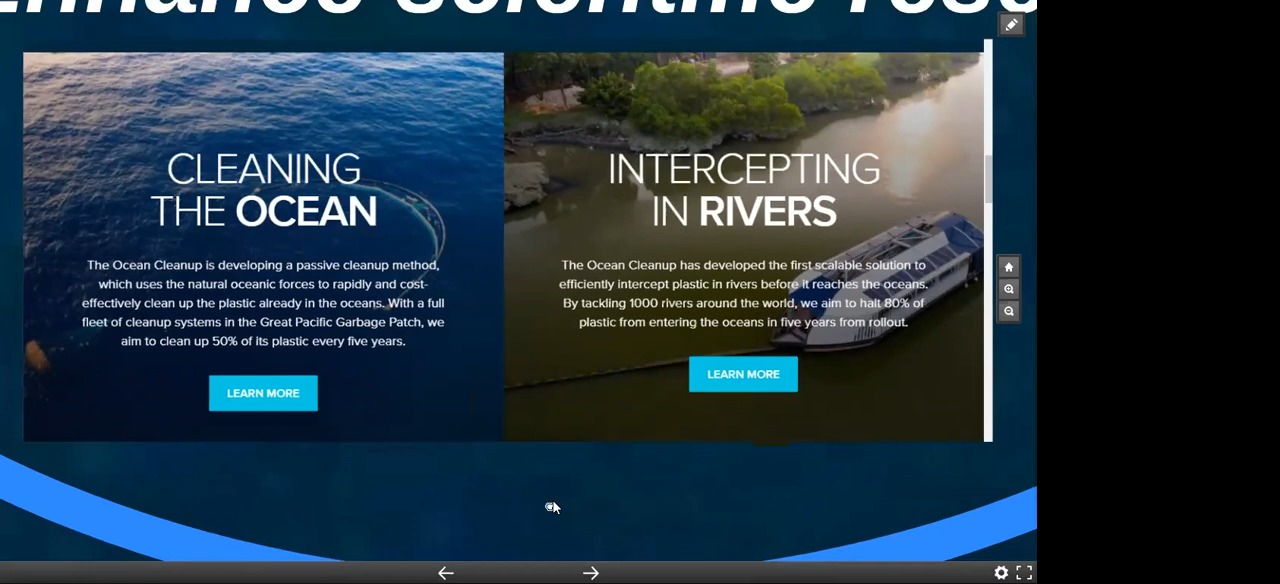 enhance scientific rese
CLEANING
THE OCEAN
The Ocean Cleanup is developing a passive cleanup method,
which uses the natural oceanic forces to rapidly and cost-
effectively clean up the plastic already in the oceans. With a full
fleet of cleanup systems in the Great Pacific Garbage Patch, we
aim to clean up 50% of its plastic every five years.
LEARN MORE
INTERCEPTING
IN RIVERS
The Ocean Cleanup has developed the first scalable solution to
efficiently intercept plastic in rivers before it reaches the oceans.
By tackling 1000 rivers around the world, we aim to halt 80% of
plastic from entering the oceans in five years from rollout.
LEARN MORE